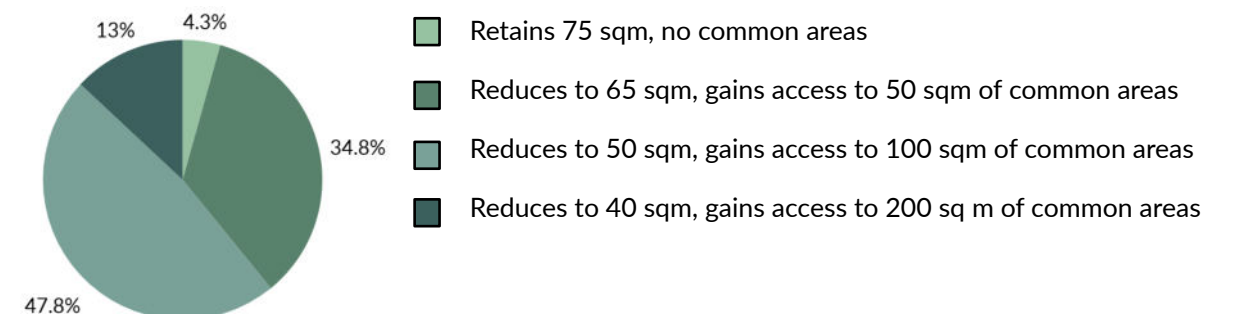 4.3%
13%
34.8%
47.8%
Retains 75 sqm, no common areas
Reduces to 65 sqm, gains access to 50 sqm of common areas
Reduces to 50 sqm, gains access to 100 sqm of common areas
Reduces to 40 sqm, gains access to 200 sq m of common areas